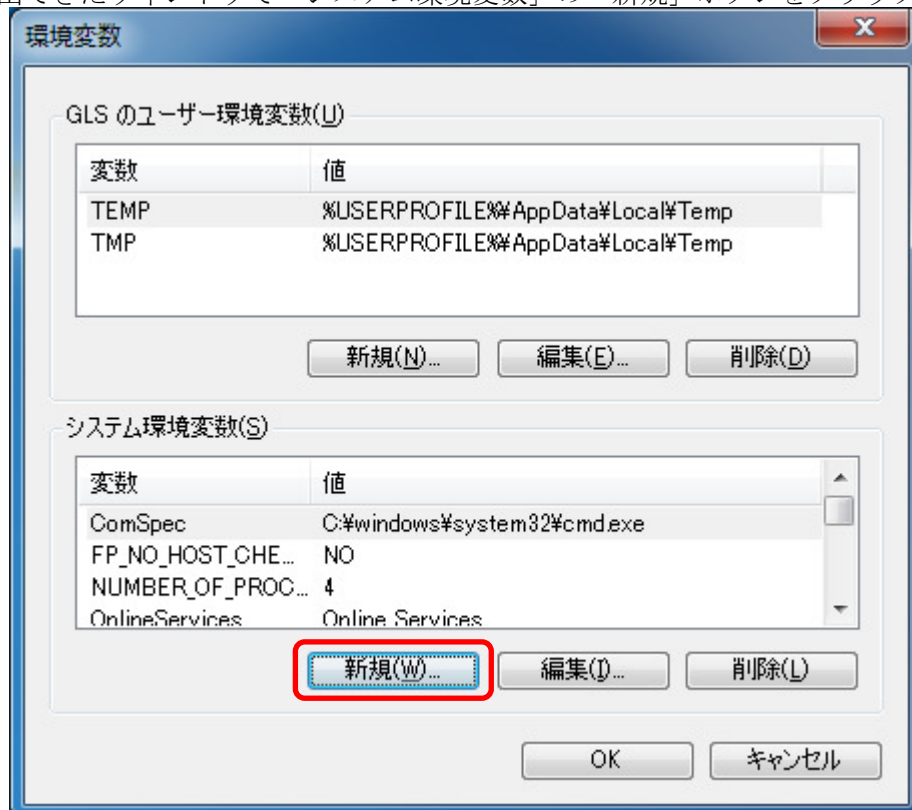 環境変数
GLS のユーザー環境変数(U)
変数 値
TEMP %USERPROFILE%¥AppData¥Local¥Temp
TMP %USERPROFILE%¥AppData¥Local¥Temp
新規(N)... 編集(E)... 削除(D)
システム環境変数(S)
変数 値
ComSpec C:¥windows¥system32¥cmd.exe
FP_NO_HOST_CHE... NO
NUMBER_OF_PROC... 4
OnlineServices Online Services
新規(W)... 編集(I)... 削除(L)
OK キャンセル